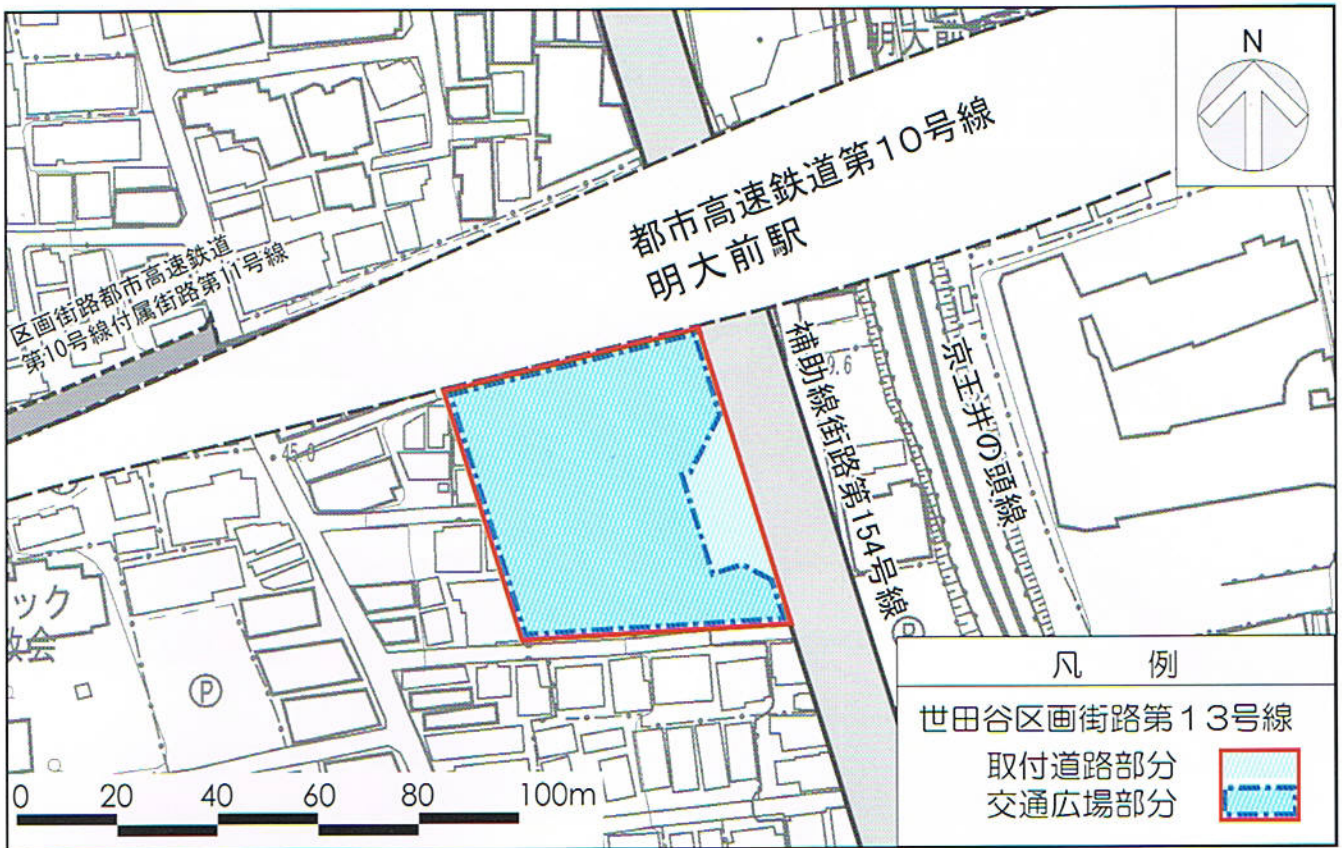 明大前
N
都市高速鉄道第10号線
明大前駅
区画街路都市高速鉄道
第10号線付属街路第11号線
補助線街路第154号線
9.6
京王井の頭線
45.0
ック
教会
P
P
凡 例
世田谷区画街路第13号線
取付道路部分
交通広場部分
0 20 40 60 80 100m